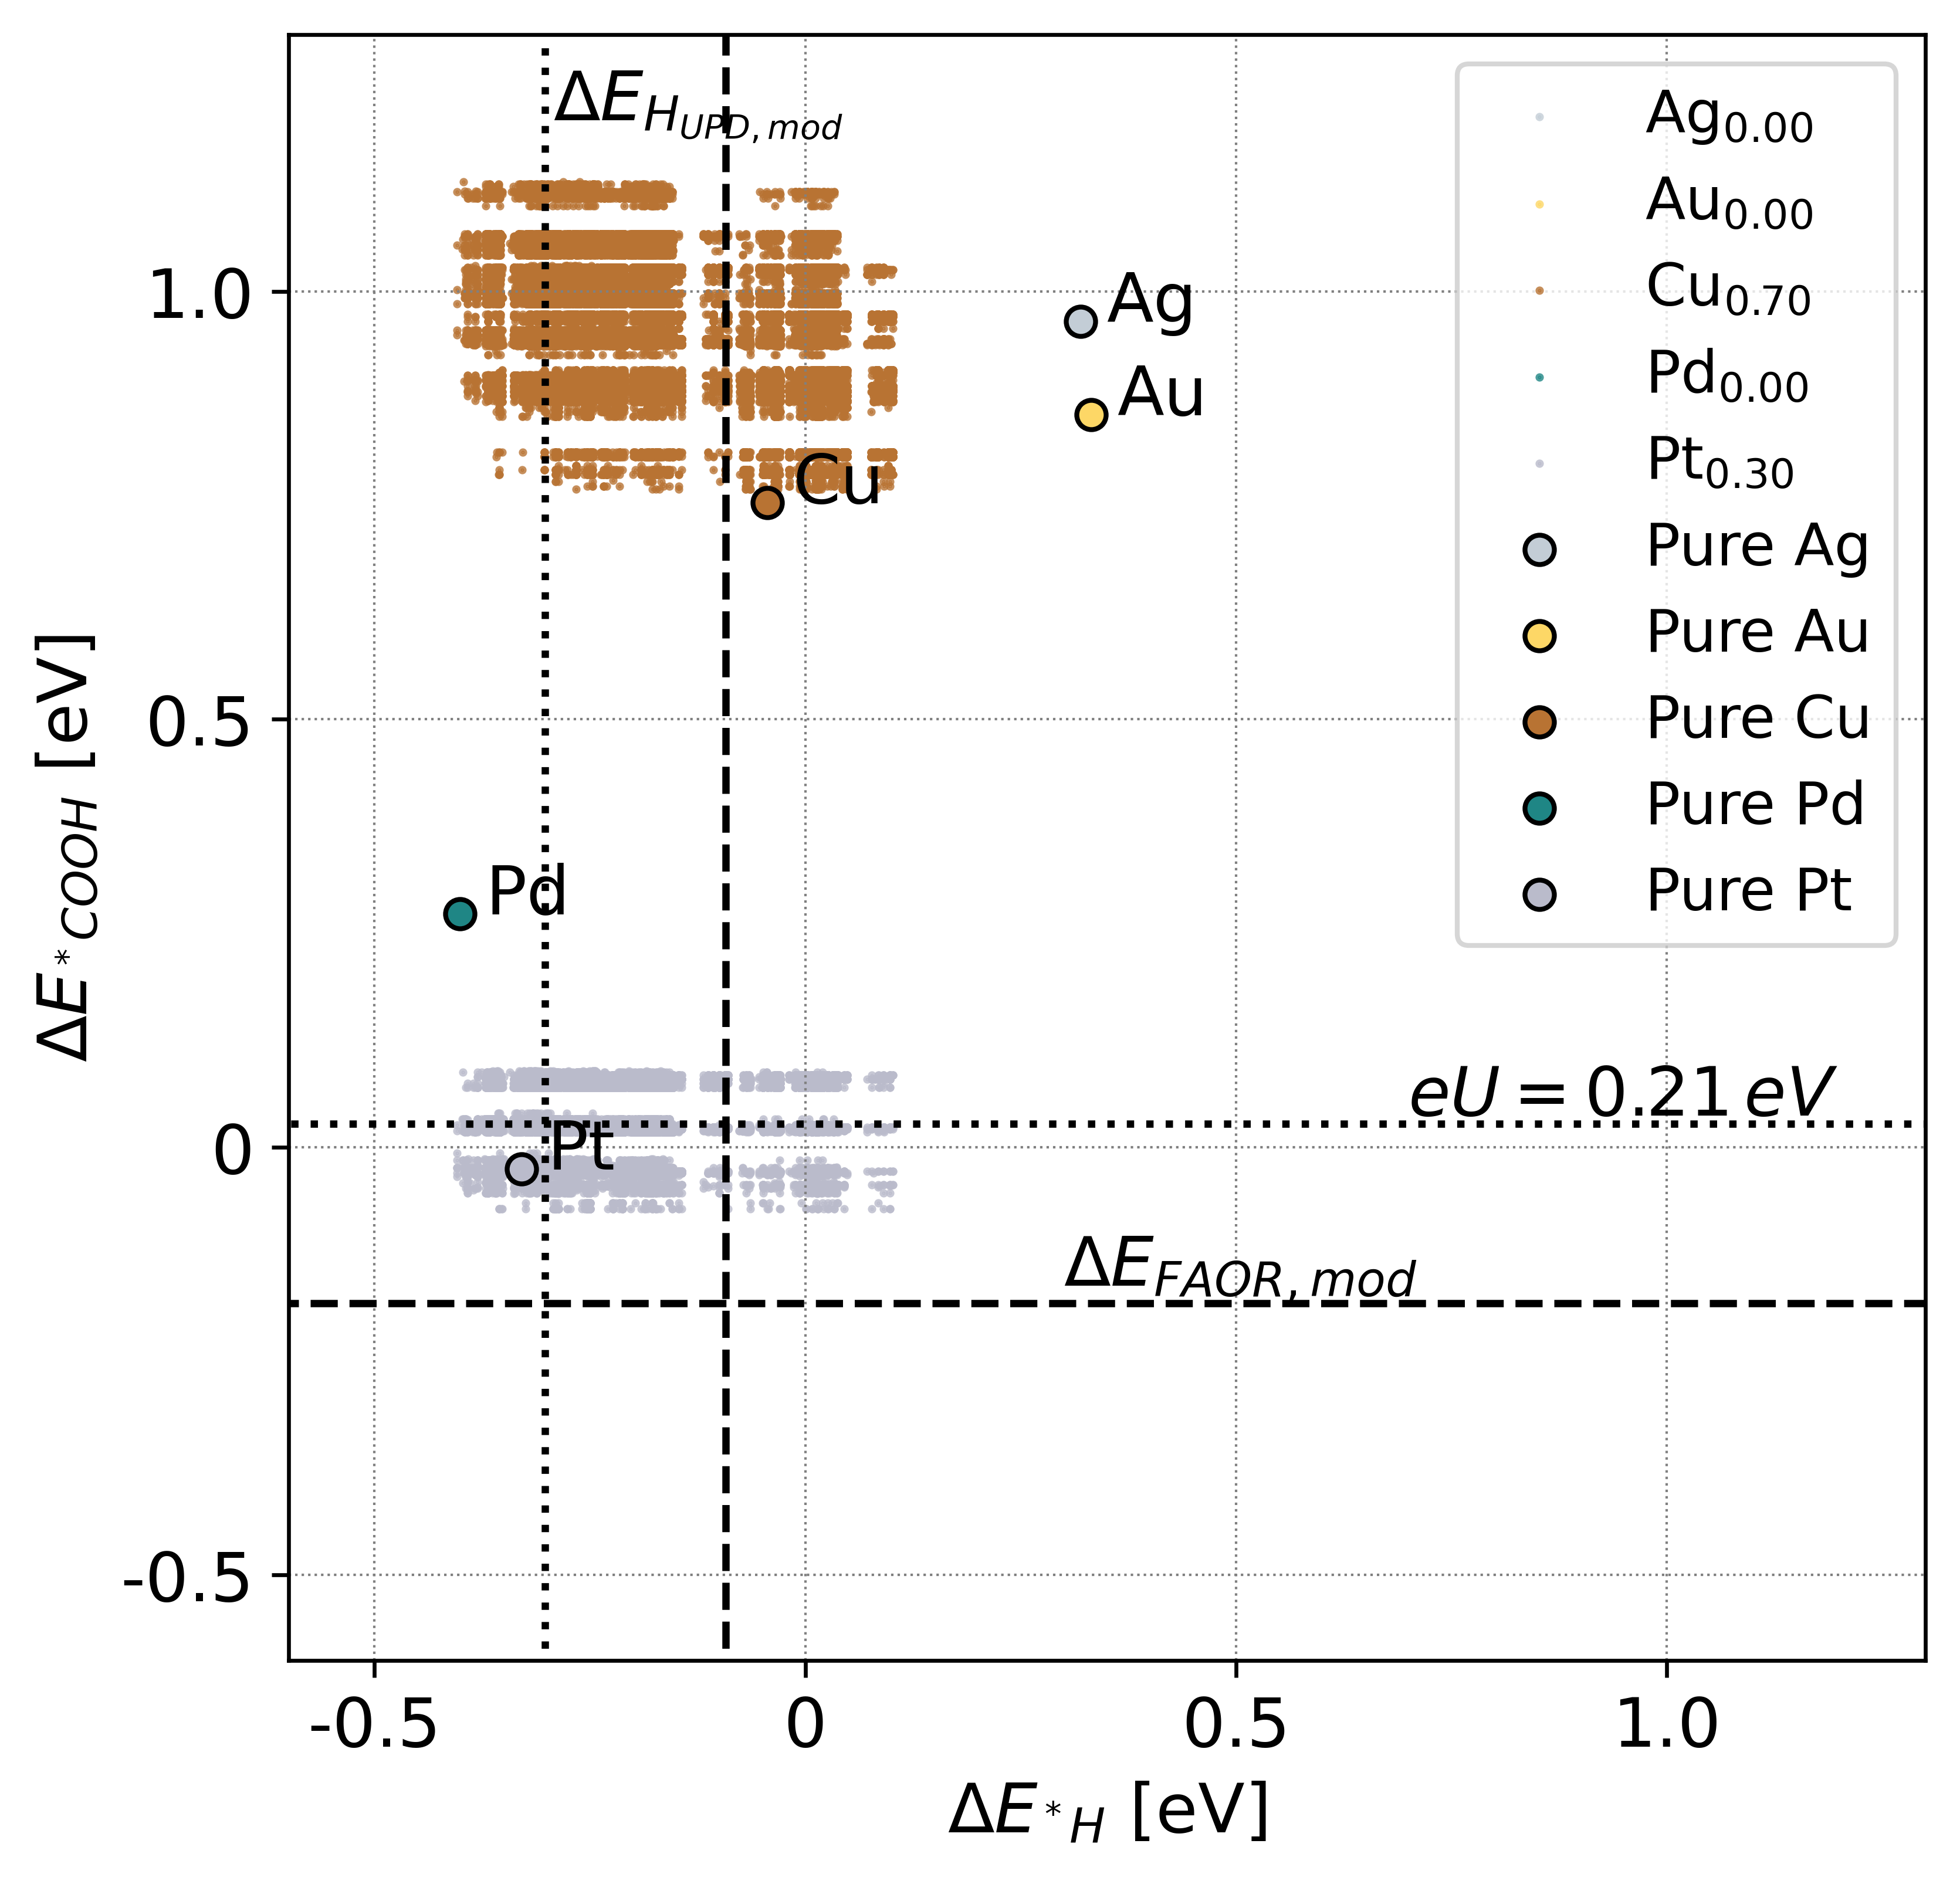 ΔE_{H_{UPD, mod}}
Ag_{0.00}
Au_{0.00}
Cu_{0.70}
Pd_{0.00}
Pt_{0.30}
Pure Ag
Pure Au
Pure Cu
Pure Pd
Pure Pt
Ag
Au
Cu
Pd
Pt
eU = 0.21 eV
ΔE_{FAOR, mod}
1.0
0.5
0
-0.5
ΔE_{*COOH} [eV]
-0.5
0
0.5
1.0
ΔE_{*H} [eV]